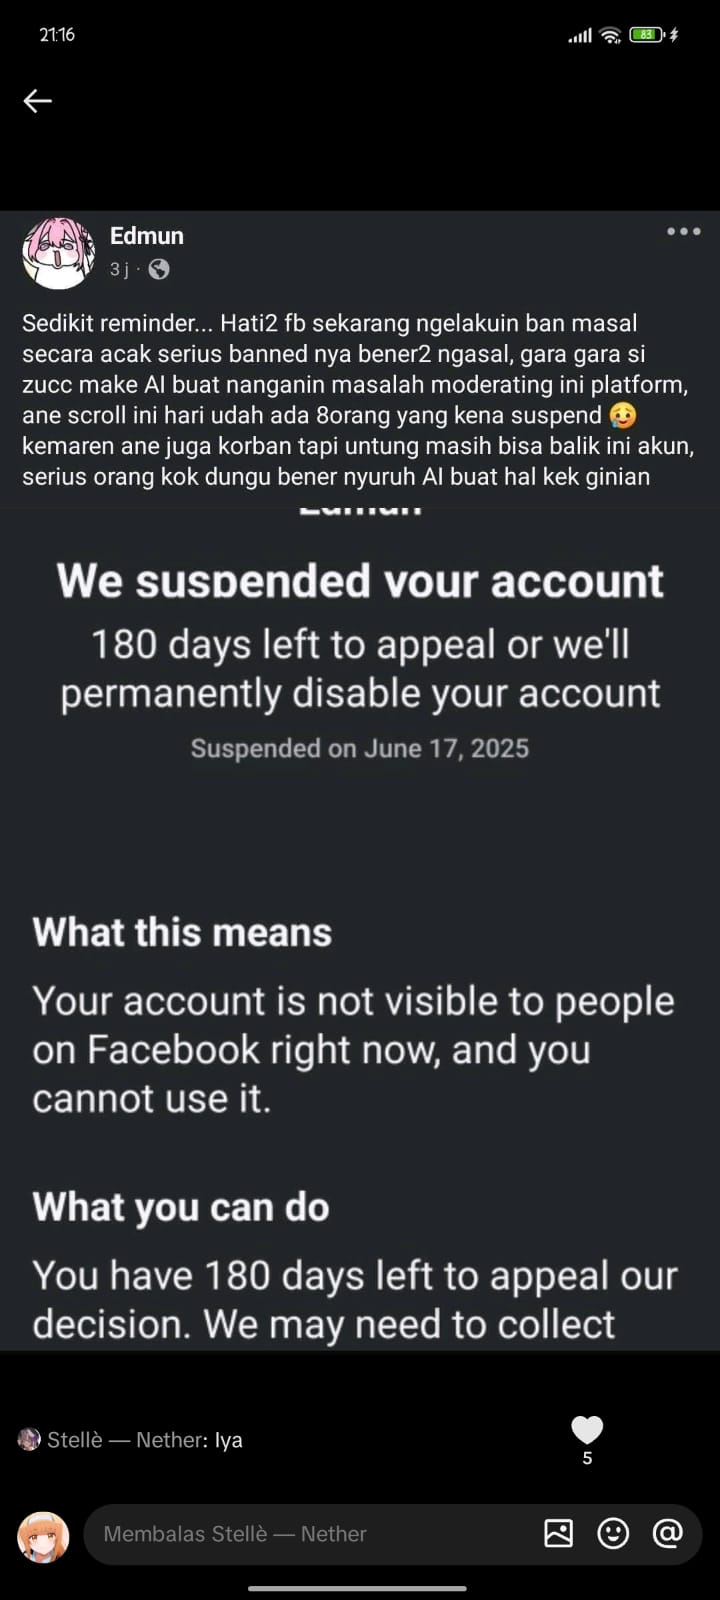 21:16
83
Edmun
3 j ·
Sedikit reminder... Hati2 fb sekarang ngelakuin ban masal
secara acak serius banned nya bener2 ngasal, gara gara si
zucc make AI buat nanganin masalah moderating ini platform,
ane scroll ini hari udah ada 8orang yang kena suspend 🥲
kemaren ane juga korban tapi untung masih bisa balik ini akun,
serius orang kok dungu bener nyuruh AI buat hal kek ginian
Edmun
We suspended your account
180 days left to appeal or we'll
permanently disable your account
Suspended on June 17, 2025
What this means
Your account is not visible to people
on Facebook right now, and you
cannot use it.
What you can do
You have 180 days left to appeal our
decision. We may need to collect
Stellè — Nether: Iya
5
Membalas Stellè — Nether